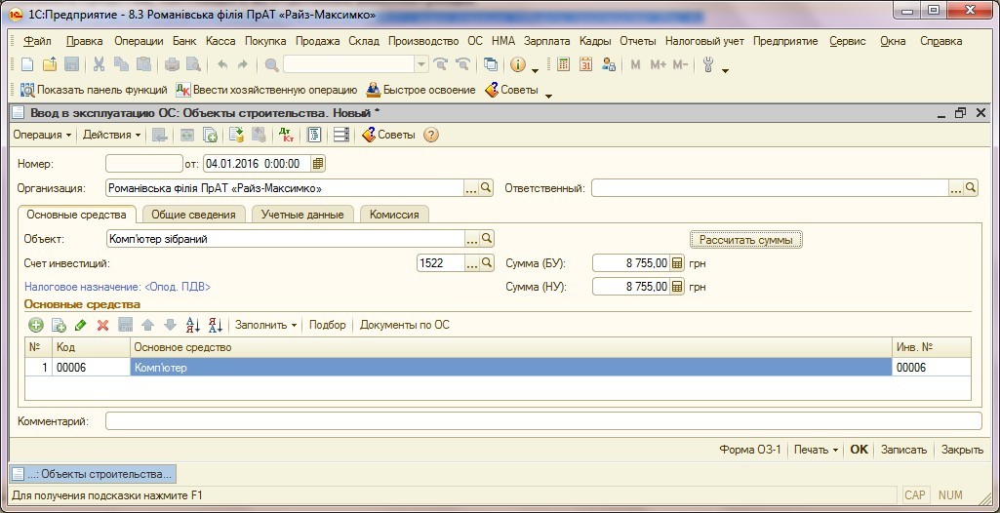 1С:Предприятие - 8.3 Романівська філія ПрАТ «Райз-Максимко»
Файл Правка Операции Банк Касса Покупка Продажа Склад Производство ОС НМА Зарплата Кадры Отчеты Налоговый учет Предприятие Сервис Окна Справка
М М+ М-
Показать панель функций Ввести хозяйственную операцию Быстрое освоение Советы
Ввод в эксплуатацию ОС: Объекты строительства. Новый *
Операция Действия Дт Кт Советы
Номер: от: 04.01.2016 0:00:00
Организация: Романівська філія ПрАТ «Райз-Максимко» ... Ответственный: ...
Основные средства Общие сведения Учетные данные Комиссия
Объект: Комп'ютер зібраний ... Рассчитать суммы
Счет инвестиций: 1522 ... Сумма (БУ): 8 755,00 грн
Налоговое назначение: <Опод. ПДВ> Сумма (НУ): 8 755,00 грн
Основные средства
Заполнить Подбор Документы по ОС
№ Код Основное средство Инв. №
1 00006 Комп'ютер 00006
Комментарий:
Форма ОЗ-1 Печать ОК Записать Закрыть
...: Объекты строительства...
Для получения подсказки нажмите F1 CAP NUM